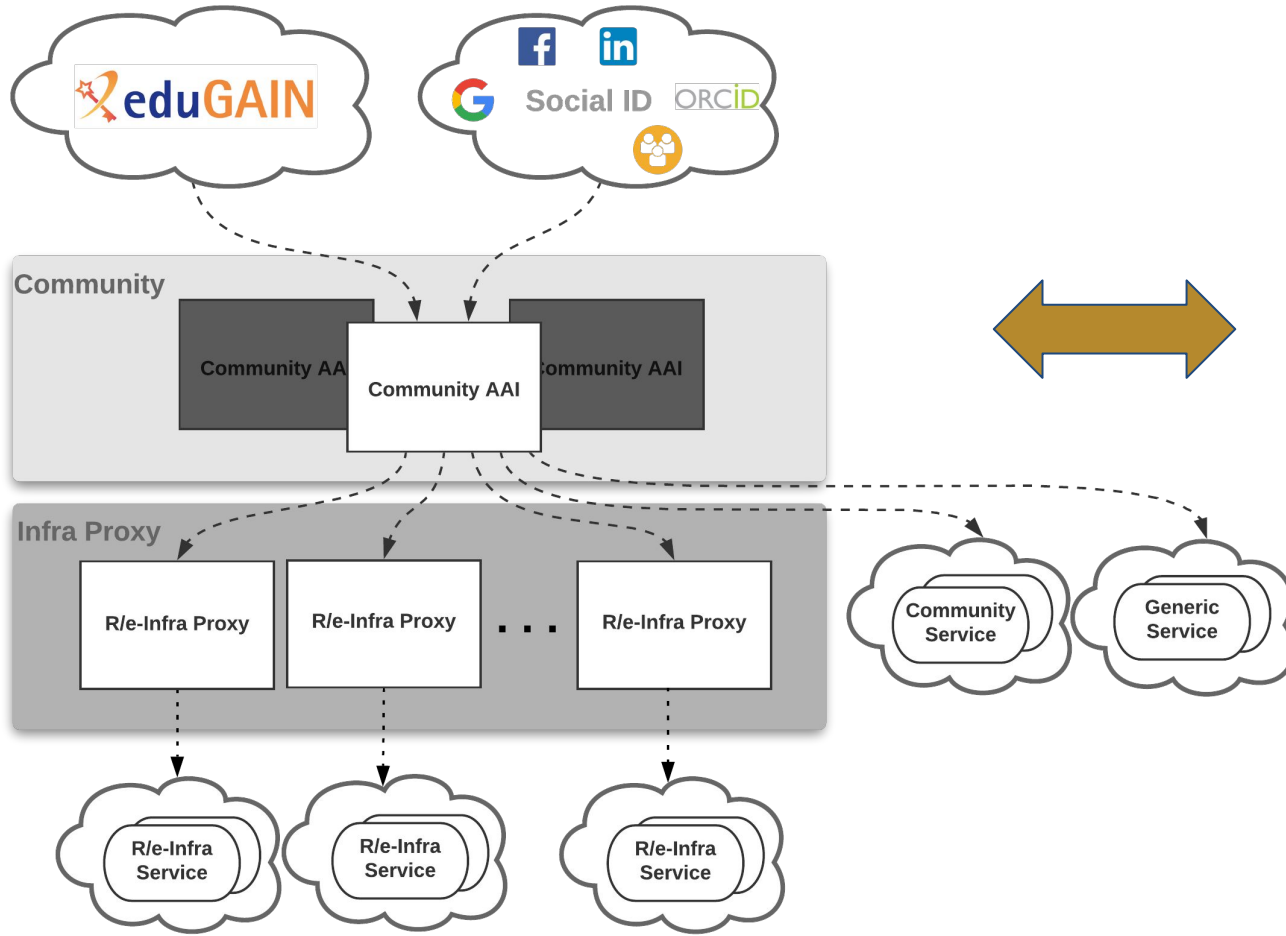 eduGAIN
f
in
G
Social ID
ORCID
Community
Community AA
Community AAI
ommunity AAI
Infra Proxy
R/e-Infra Proxy
R/e-Infra Proxy
. . .
R/e-Infra Proxy
Community
Service
Generic
Service
R/e-Infra
Service
R/e-Infra
Service
R/e-Infra
Service